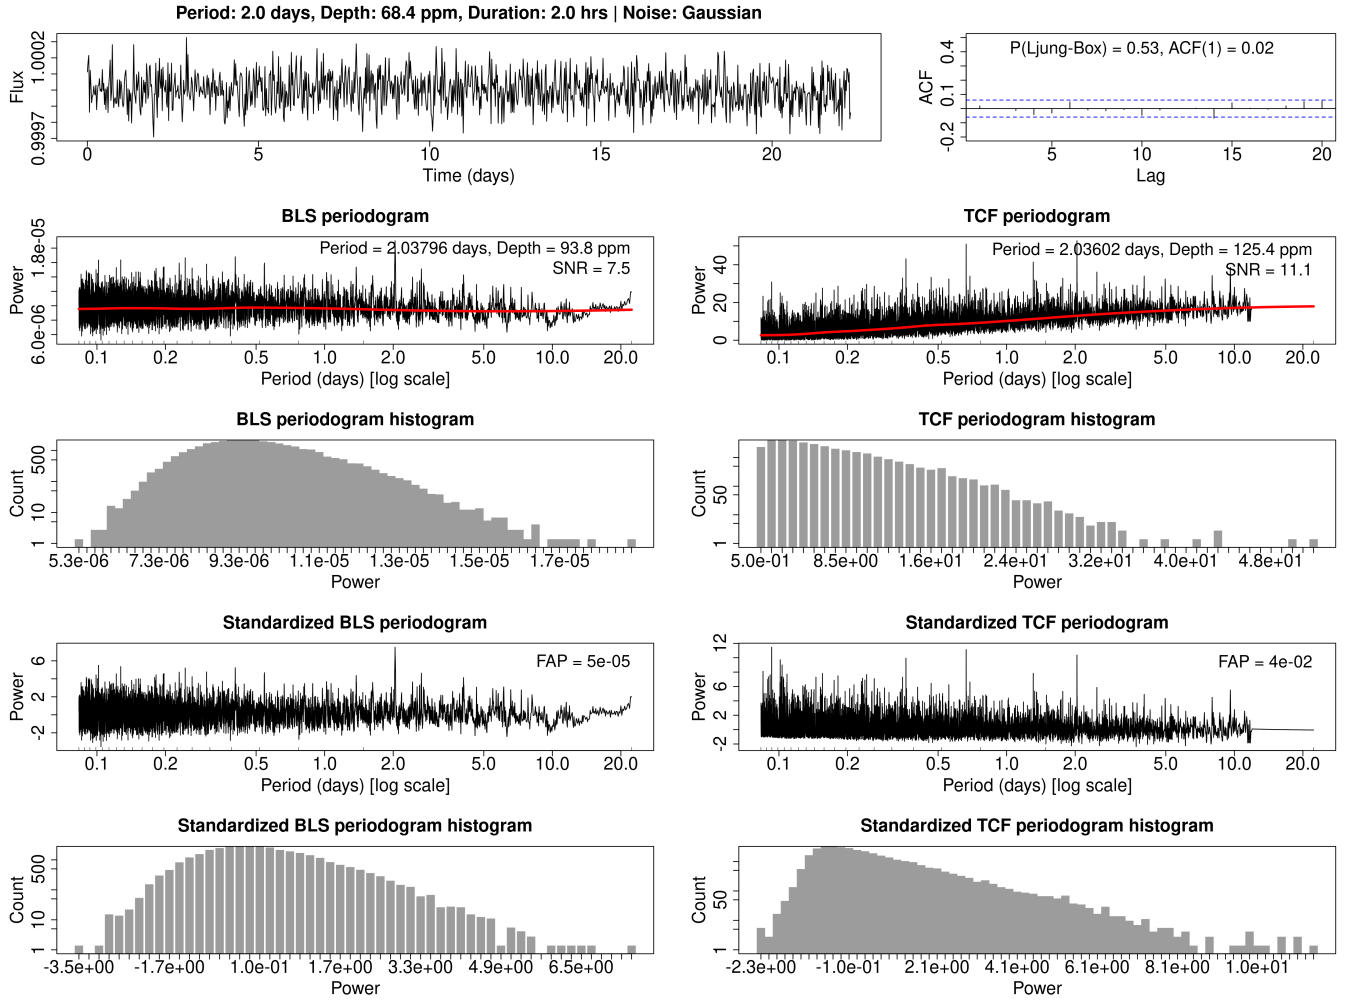 Period: 2.0 days, Depth: 68.4 ppm, Duration: 2.0 hrs | Noise: Gaussian
Flux
0.9997 1.0002
0 5 10 15 20
Time (days)
P(Ljung-Box) = 0.53, ACF(1) = 0.02
ACF
-0.2 0.1 0.4
5 10 15 20
Lag
BLS periodogram
Period = 2.03796 days, Depth = 93.8 ppm
SNR = 7.5
Power
6.0e-06 1.8e-05
0.1 0.2 0.5 1.0 2.0 5.0 10.0 20.0
Period (days) [log scale]
TCF periodogram
Period = 2.03602 days, Depth = 125.4 ppm
SNR = 11.1
Power
0 20 40
0.1 0.2 0.5 1.0 2.0 5.0 10.0 20.0
Period (days) [log scale]
BLS periodogram histogram
Count
1 10 500
5.3e-06 7.3e-06 9.3e-06 1.1e-05 1.3e-05 1.5e-05 1.7e-05
Power
TCF periodogram histogram
Count
1 50
5.0e-01 8.5e+00 1.6e+01 2.4e+01 3.2e+01 4.0e+01 4.8e+01
Power
Standardized BLS periodogram
FAP = 5e-05
Power
-2 2 6
0.1 0.2 0.5 1.0 2.0 5.0 10.0 20.0
Period (days) [log scale]
Standardized TCF periodogram
FAP = 4e-02
Power
-2 2 6 12
0.1 0.2 0.5 1.0 2.0 5.0 10.0 20.0
Period (days) [log scale]
Standardized BLS periodogram histogram
Count
1 10 500
-3.5e+00 -1.7e+00 1.0e-01 1.7e+00 3.3e+00 4.9e+00 6.5e+00
Power
Standardized TCF periodogram histogram
Count
1 50
-2.3e+00 -1.0e-01 2.1e+00 4.1e+00 6.1e+00 8.1e+00 1.0e+01
Power